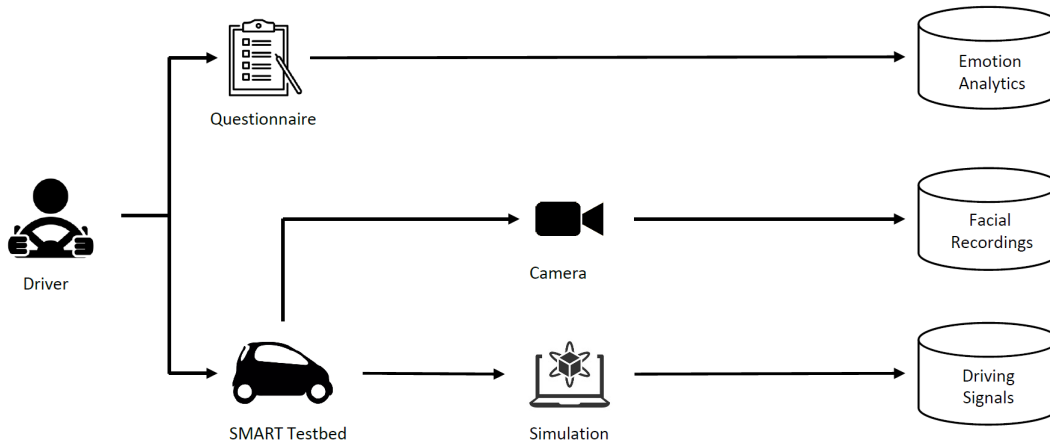 Questionnaire
Emotion
Analytics
Driver
Camera
Facial
Recordings
SMART Testbed
Simulation
Driving
Signals